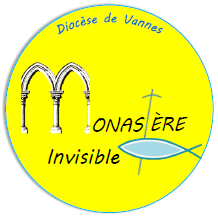 Diocèse de Vannes
MONASTÈRE
Invisible